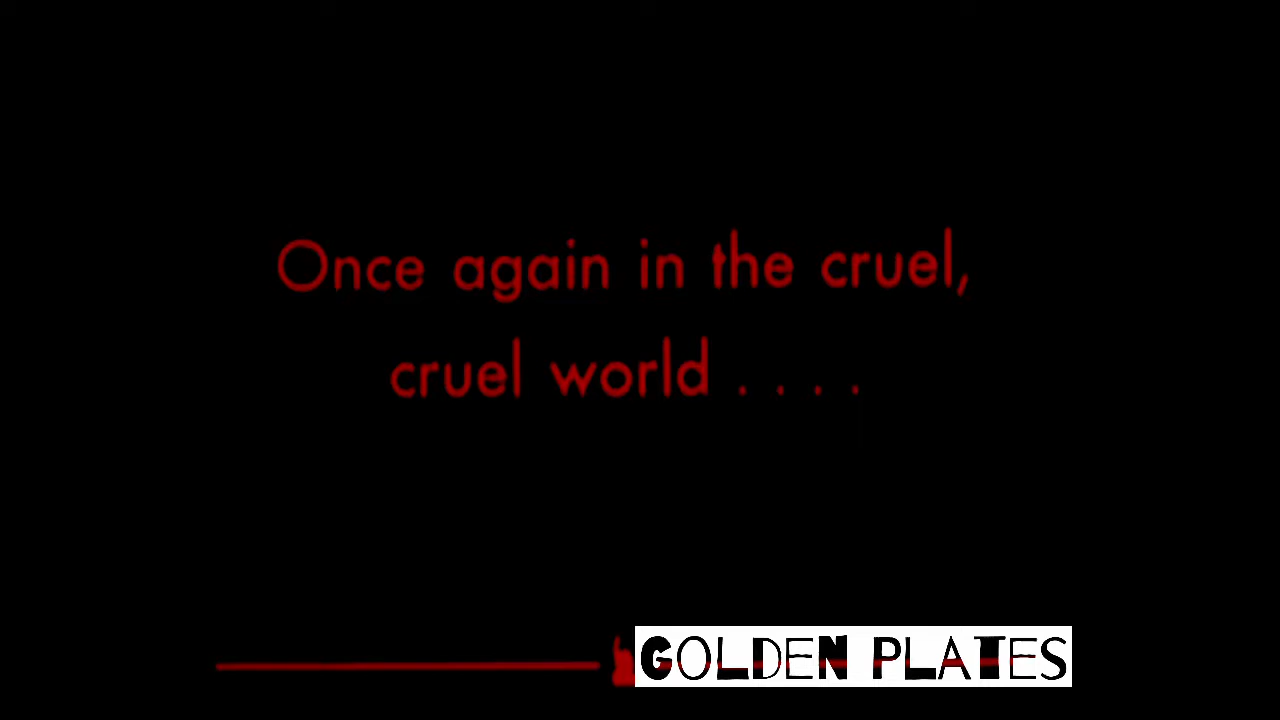 Once again in the cruel,
cruel world . . . .
GOLDEN PLATES